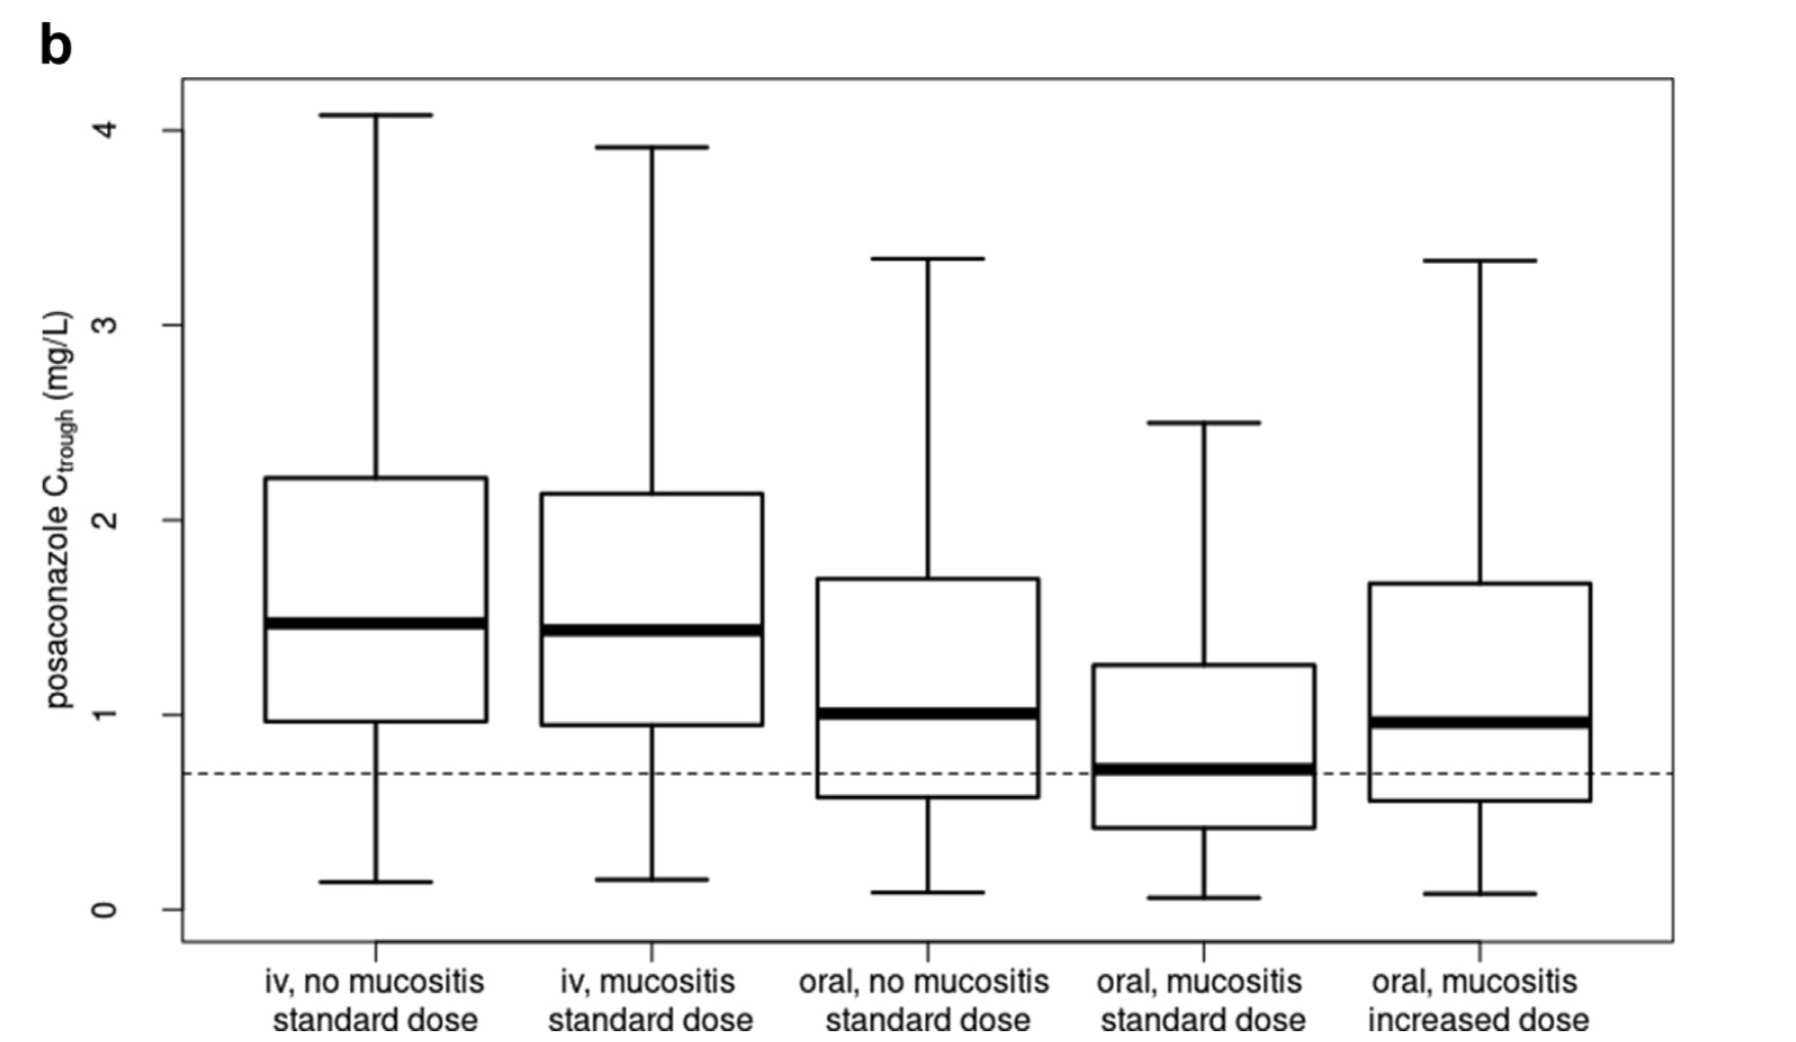 b
posaconazole Ctrough (mg/L)
4
3
2
1
0
iv, no mucositis
standard dose
iv, mucositis
standard dose
oral, no mucositis
standard dose
oral, mucositis
standard dose
oral, mucositis
increased dose